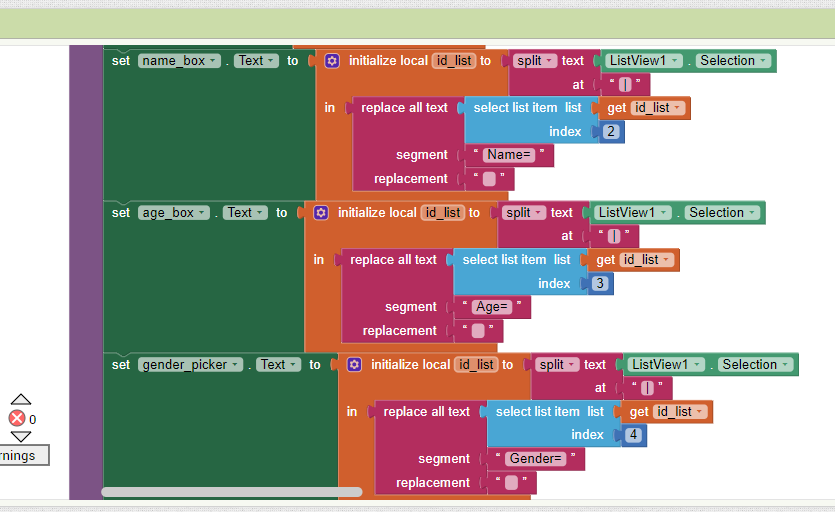 set name_box . Text to initialize local id_list to split text ListView1 . Selection
at " | "
in replace all text select list item list get id_list
index 2
segment " Name= "
replacement " "
set age_box . Text to initialize local id_list to split text ListView1 . Selection
at " | "
in replace all text select list item list get id_list
index 3
segment " Age= "
replacement " "
set gender_picker . Text to initialize local id_list to split text ListView1 . Selection
at " | "
in replace all text select list item list get id_list
0
index 4
rnings
segment " Gender= "
replacement " "